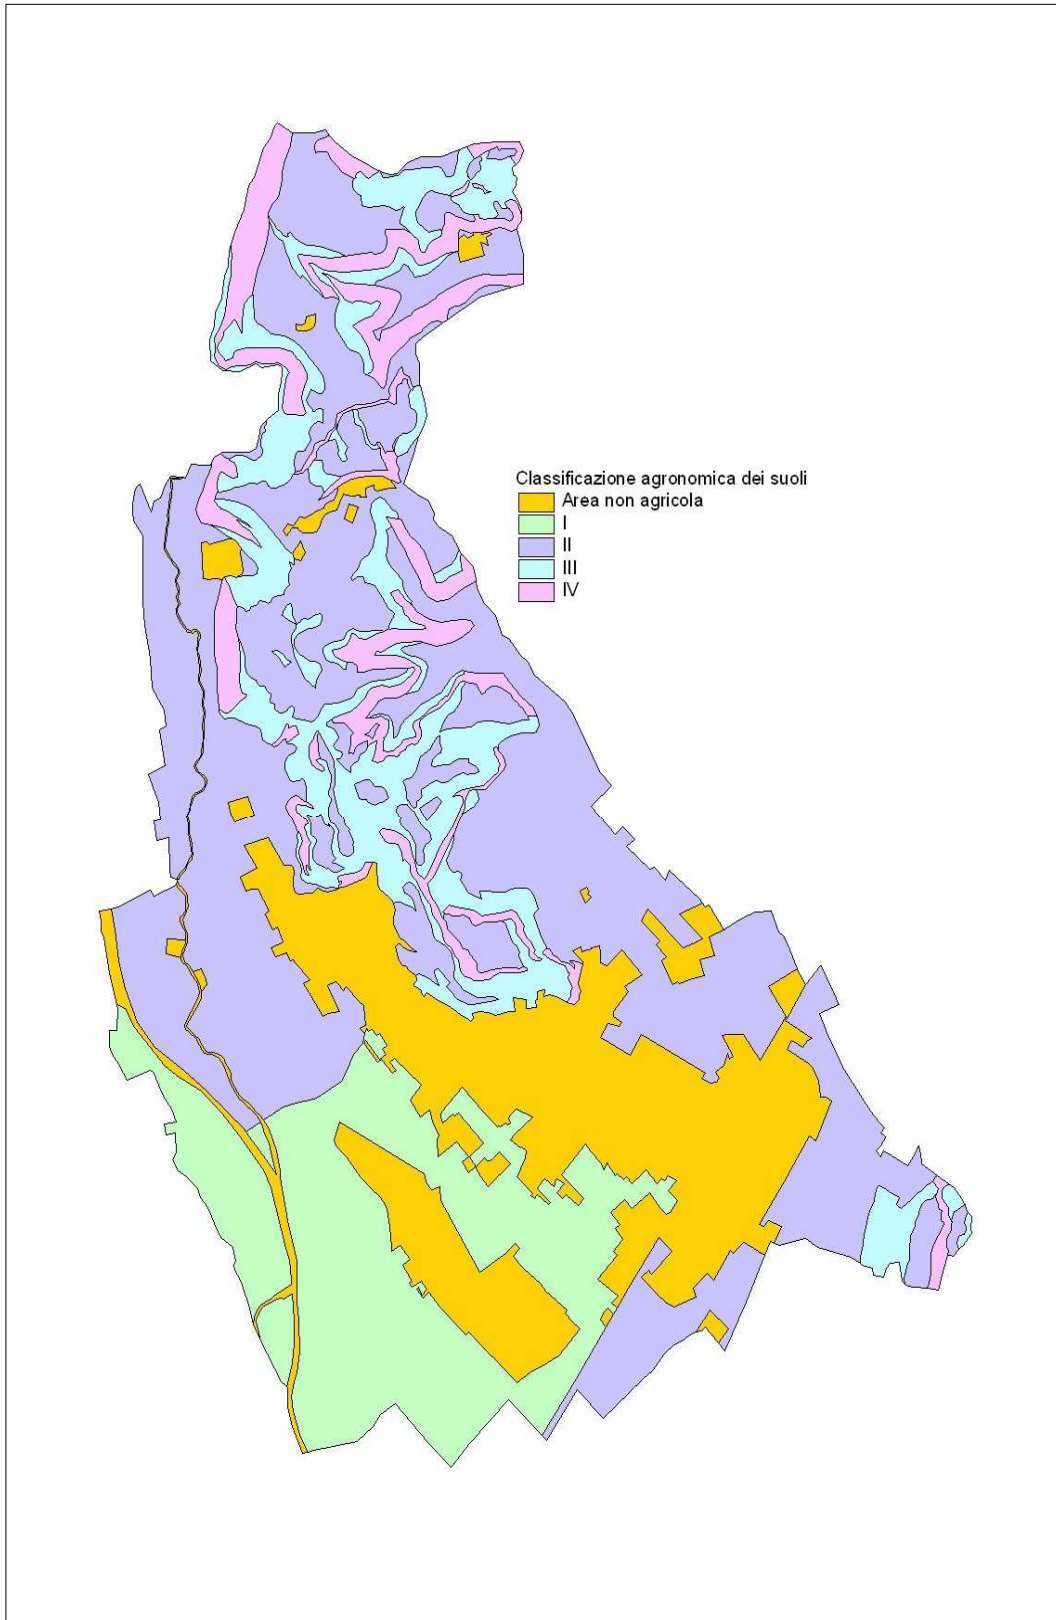 Classificazione agronomica dei suoli
Area non agricola
I
II
III
IV